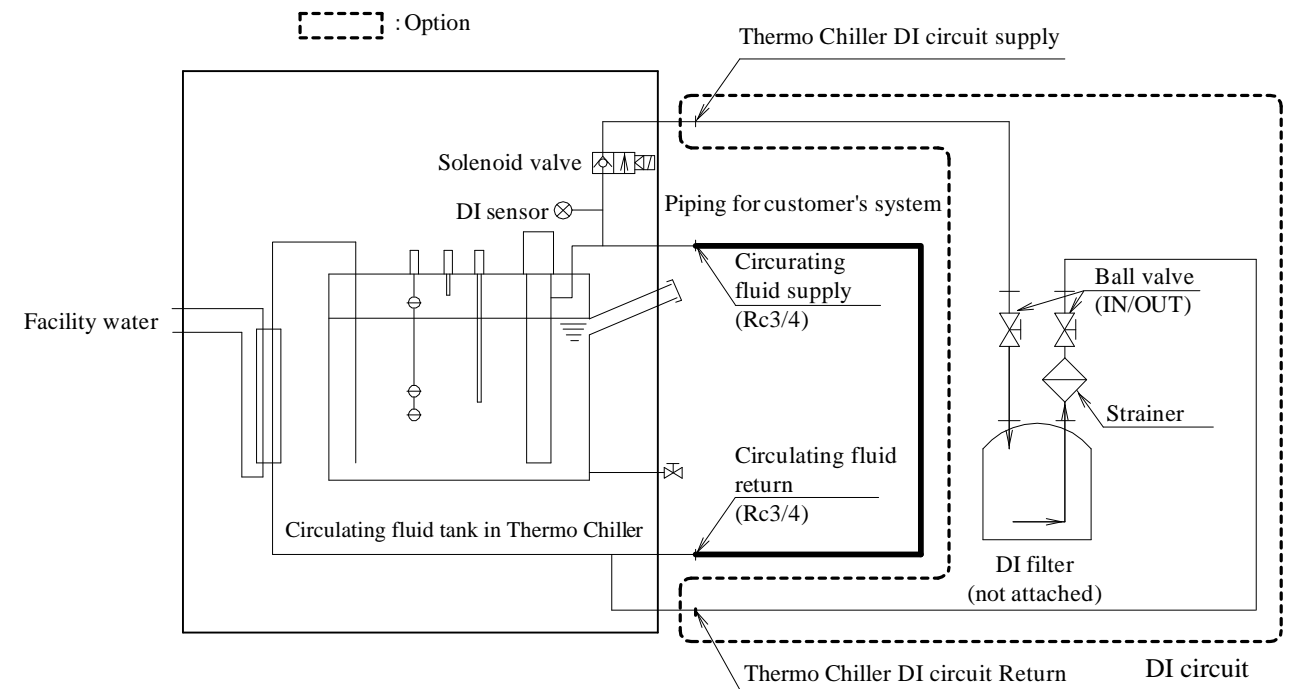 : Option
Thermo Chiller DI circuit supply
Solenoid valve
DI sensor
Piping for customer's system
Circurating
fluid supply
(Rc3/4)
Ball valve
(IN/OUT)
Facility water
Strainer
Circulating fluid
return
(Rc3/4)
Circulating fluid tank in Thermo Chiller
DI filter
(not attached)
Thermo Chiller DI circuit Return
DI circuit